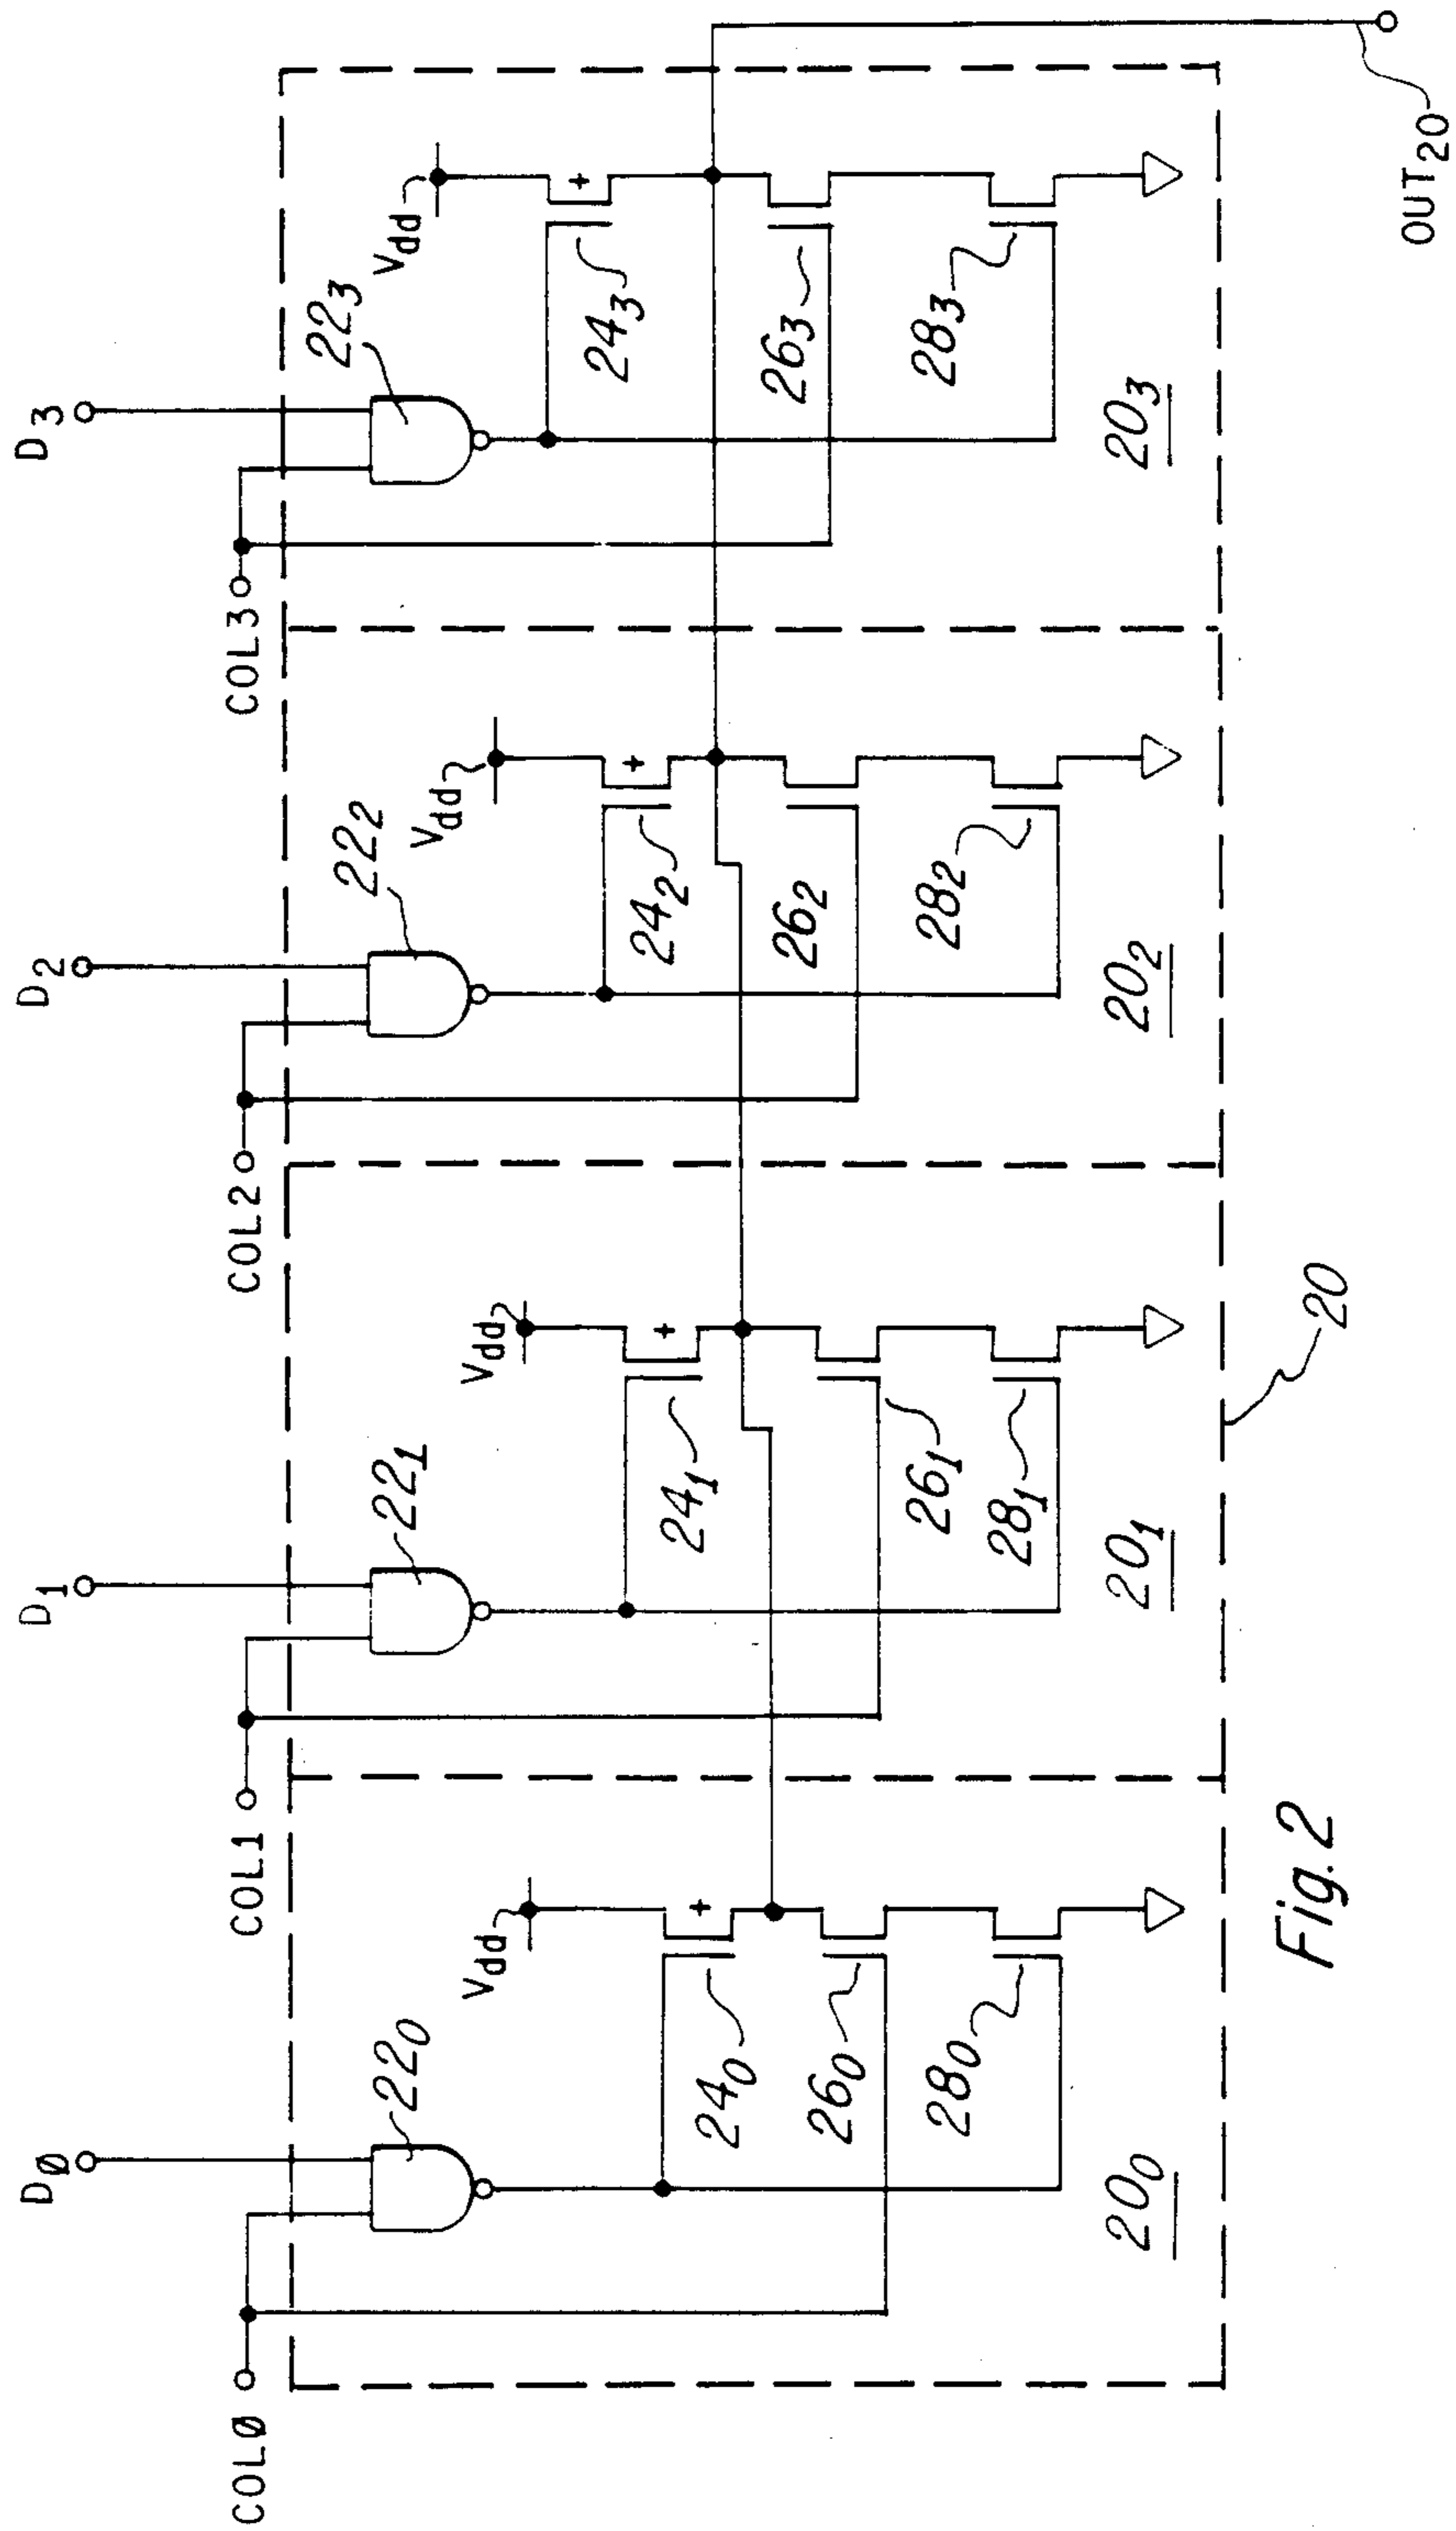 D₃
COL3
22₃
Vdd
24₃
26₃
28₃
20₃
OUT₂₀
D₂
COL2
22₂
Vdd
24₂
26₂
28₂
20₂
D₁
COL1
22₁
Vdd
24₁
26₁
28₁
20₁
20
DØ
COLØ
22₀
Vdd
24₀
26₀
28₀
20₀
Fig. 2